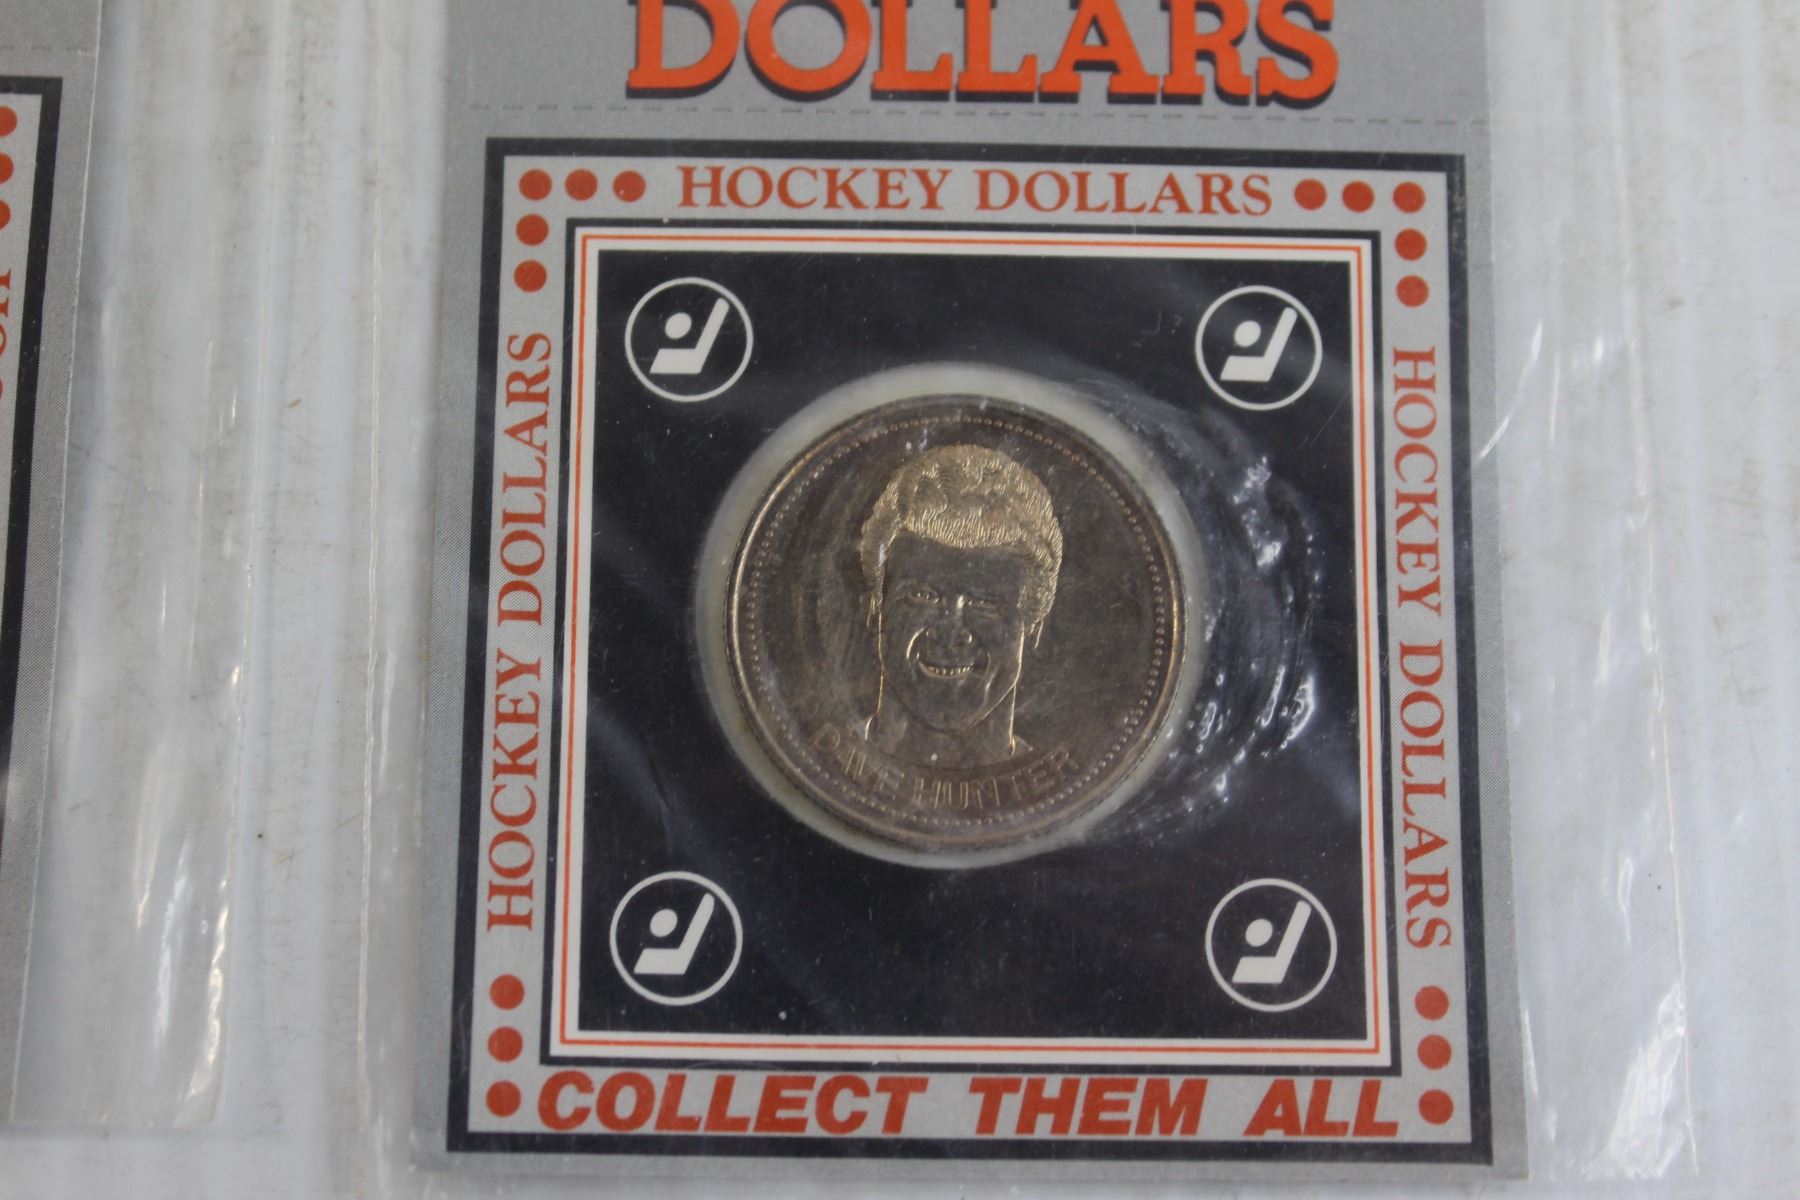 DOLLARS
HOCKEY DOLLARS
HOCKEY DOLLARS
HOCKEY DOLLARS
DAVE HUNTER
COLLECT THEM ALL